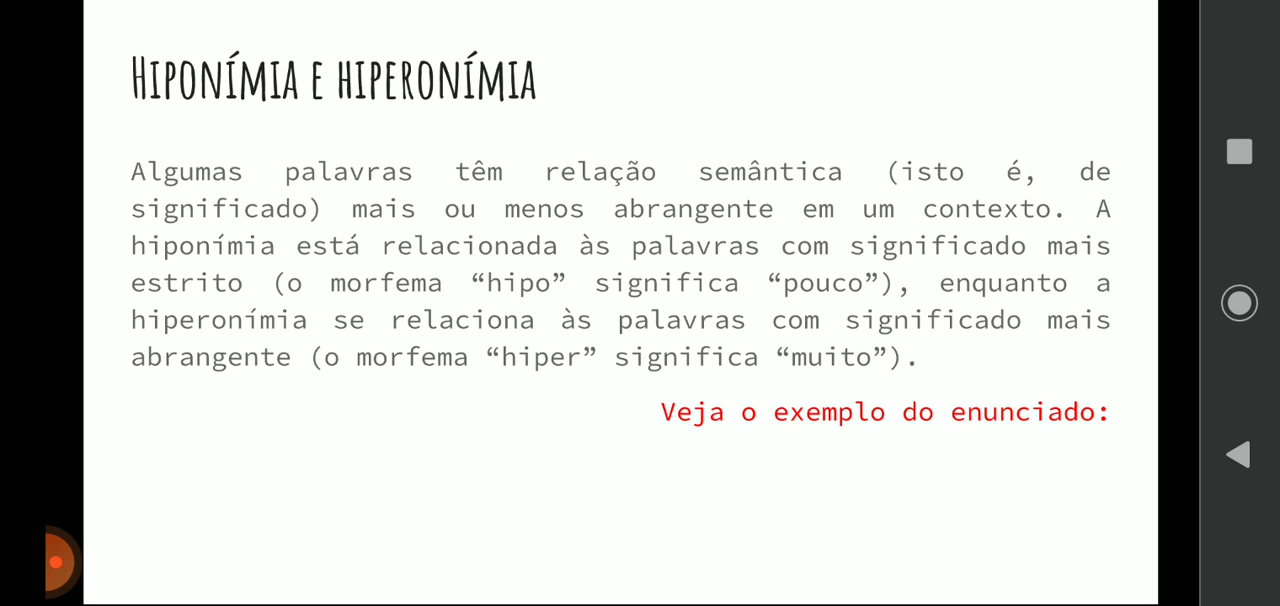 Hiponímia e hiperonímia
Algumas palavras têm relação semântica (isto é, de
significado) mais ou menos abrangente em um contexto. A
hiponímia está relacionada às palavras com significado mais
estrito (o morfema “hipo” significa “pouco”), enquanto a
hiperonímia se relaciona às palavras com significado mais
abrangente (o morfema “hiper” significa “muito”).
Veja o exemplo do enunciado: